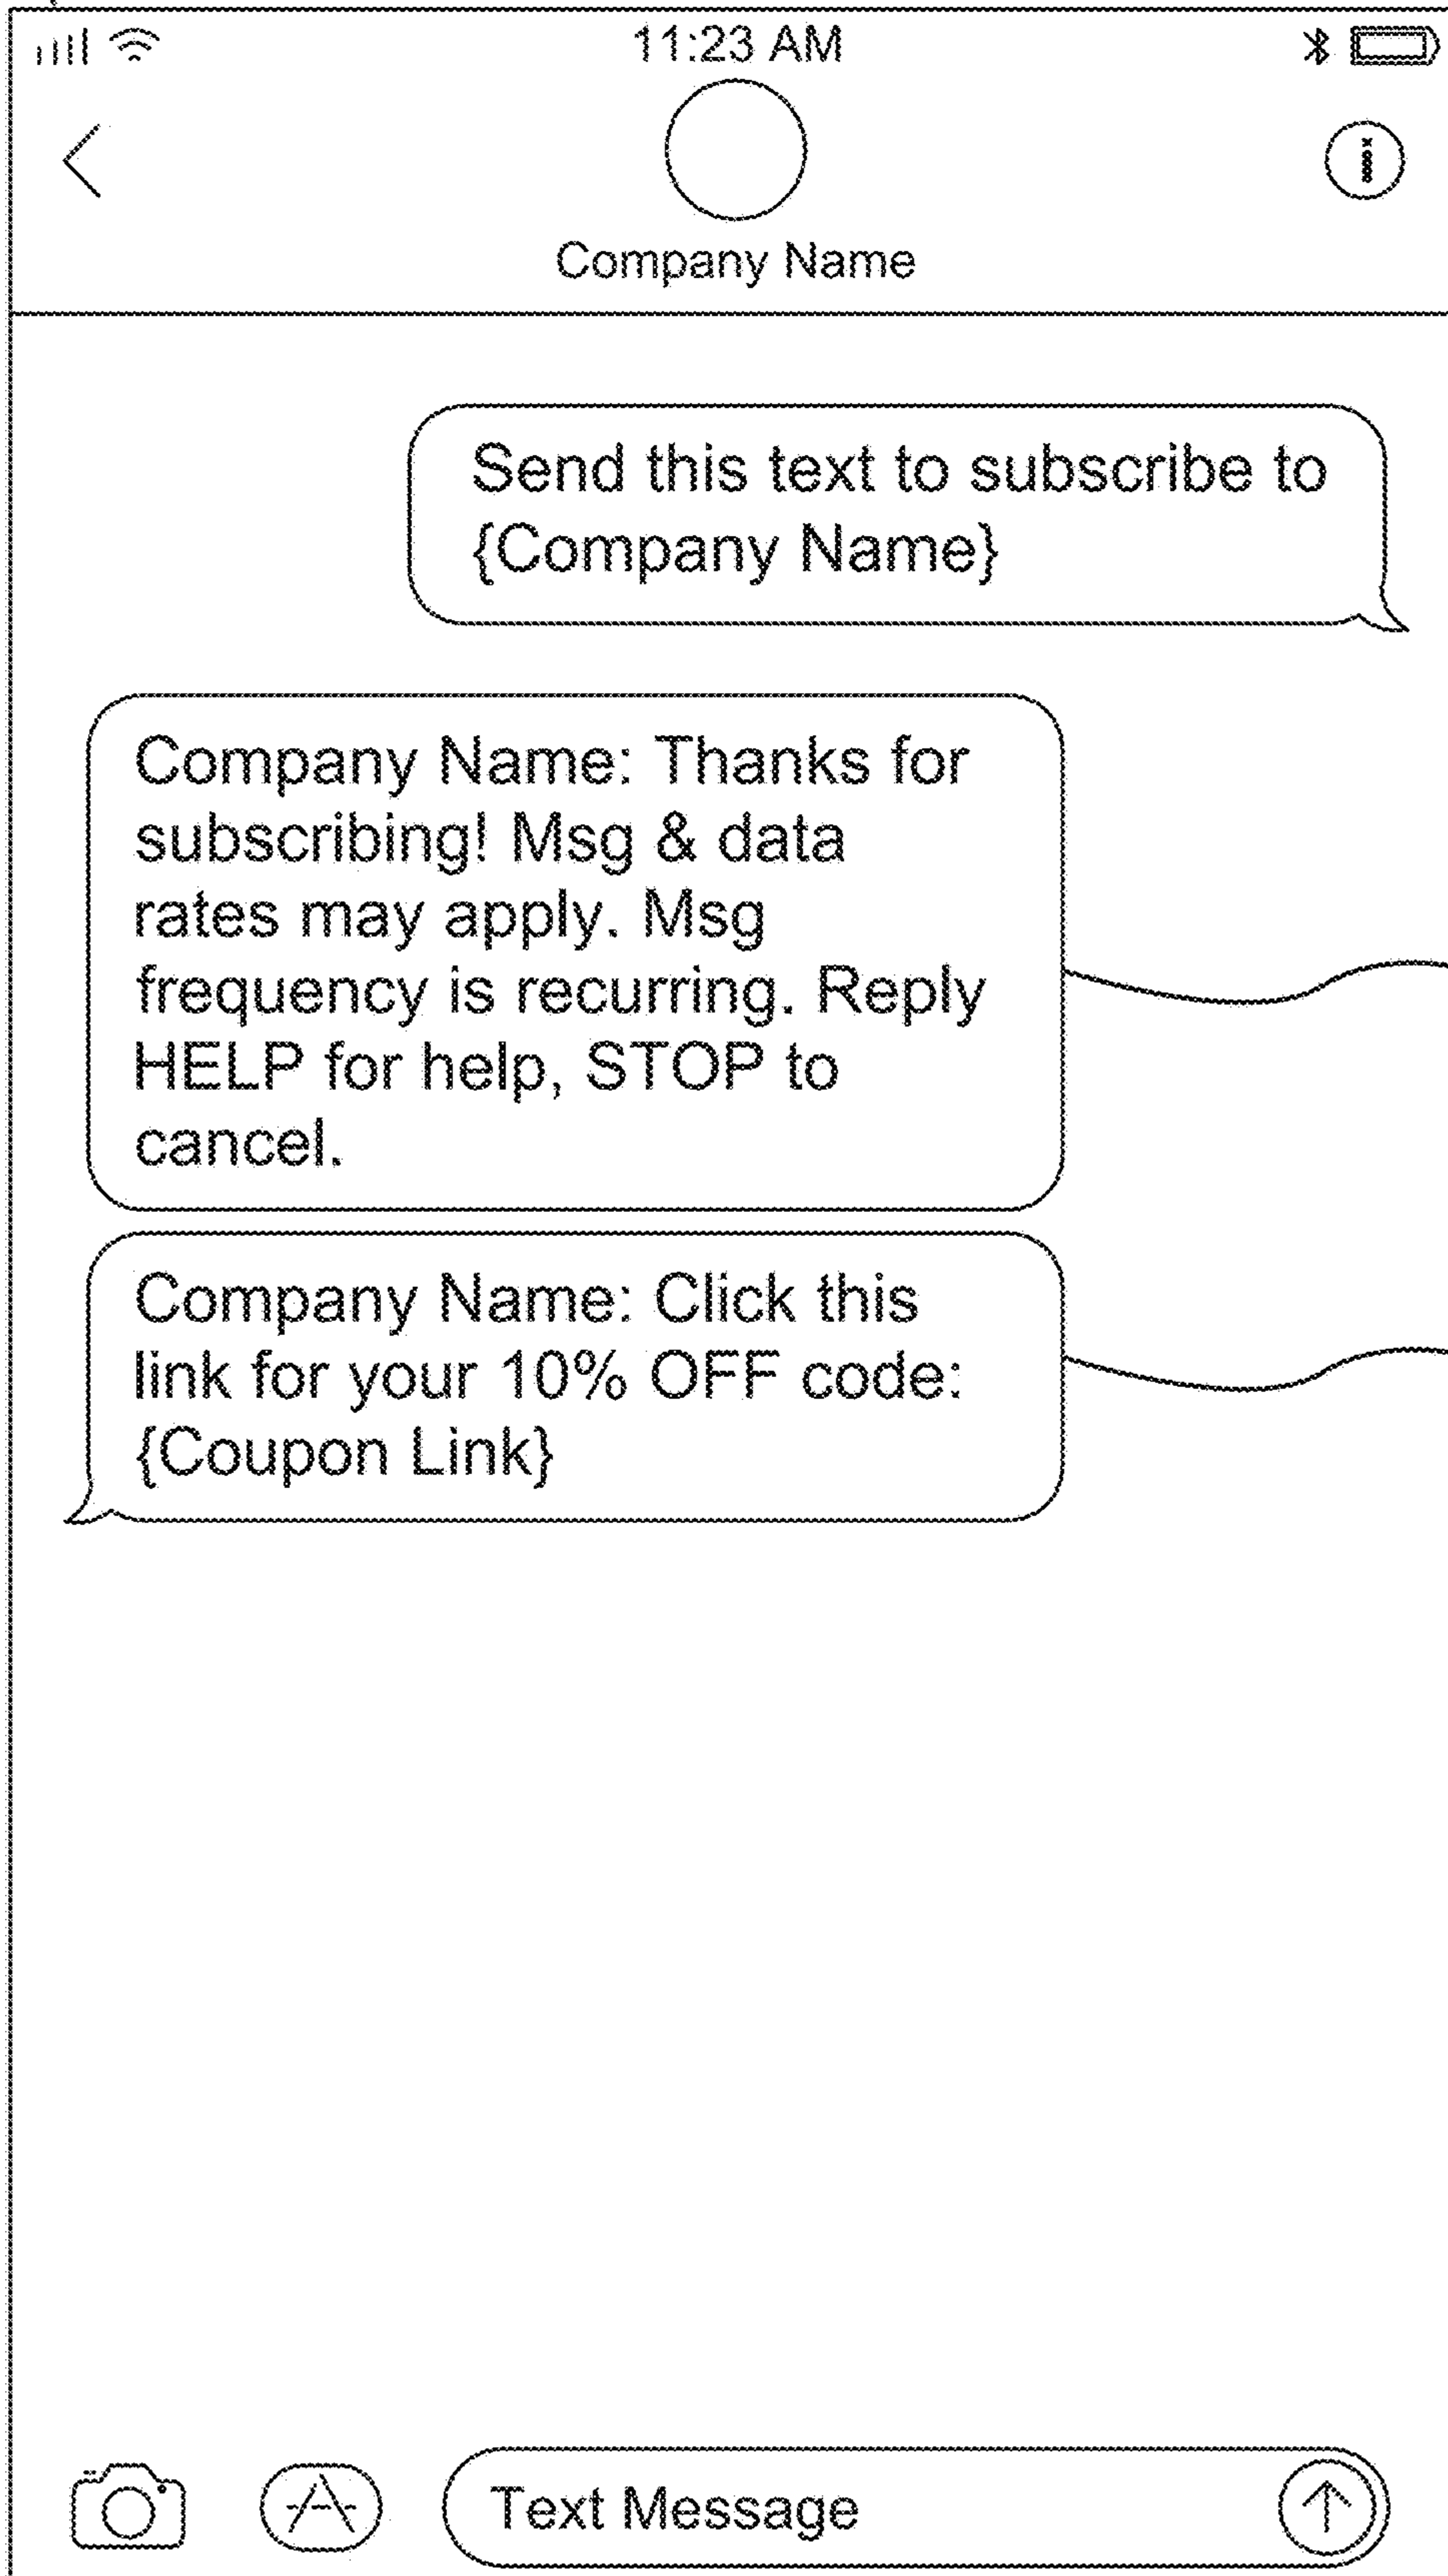 11:23 AM
Company Name
Send this text to subscribe to
{Company Name}
Company Name: Thanks for
subscribing! Msg & data
rates may apply. Msg
frequency is recurring. Reply
HELP for help, STOP to
cancel.
Company Name: Click this
link for your 10% OFF code:
{Coupon Link}
Text Message